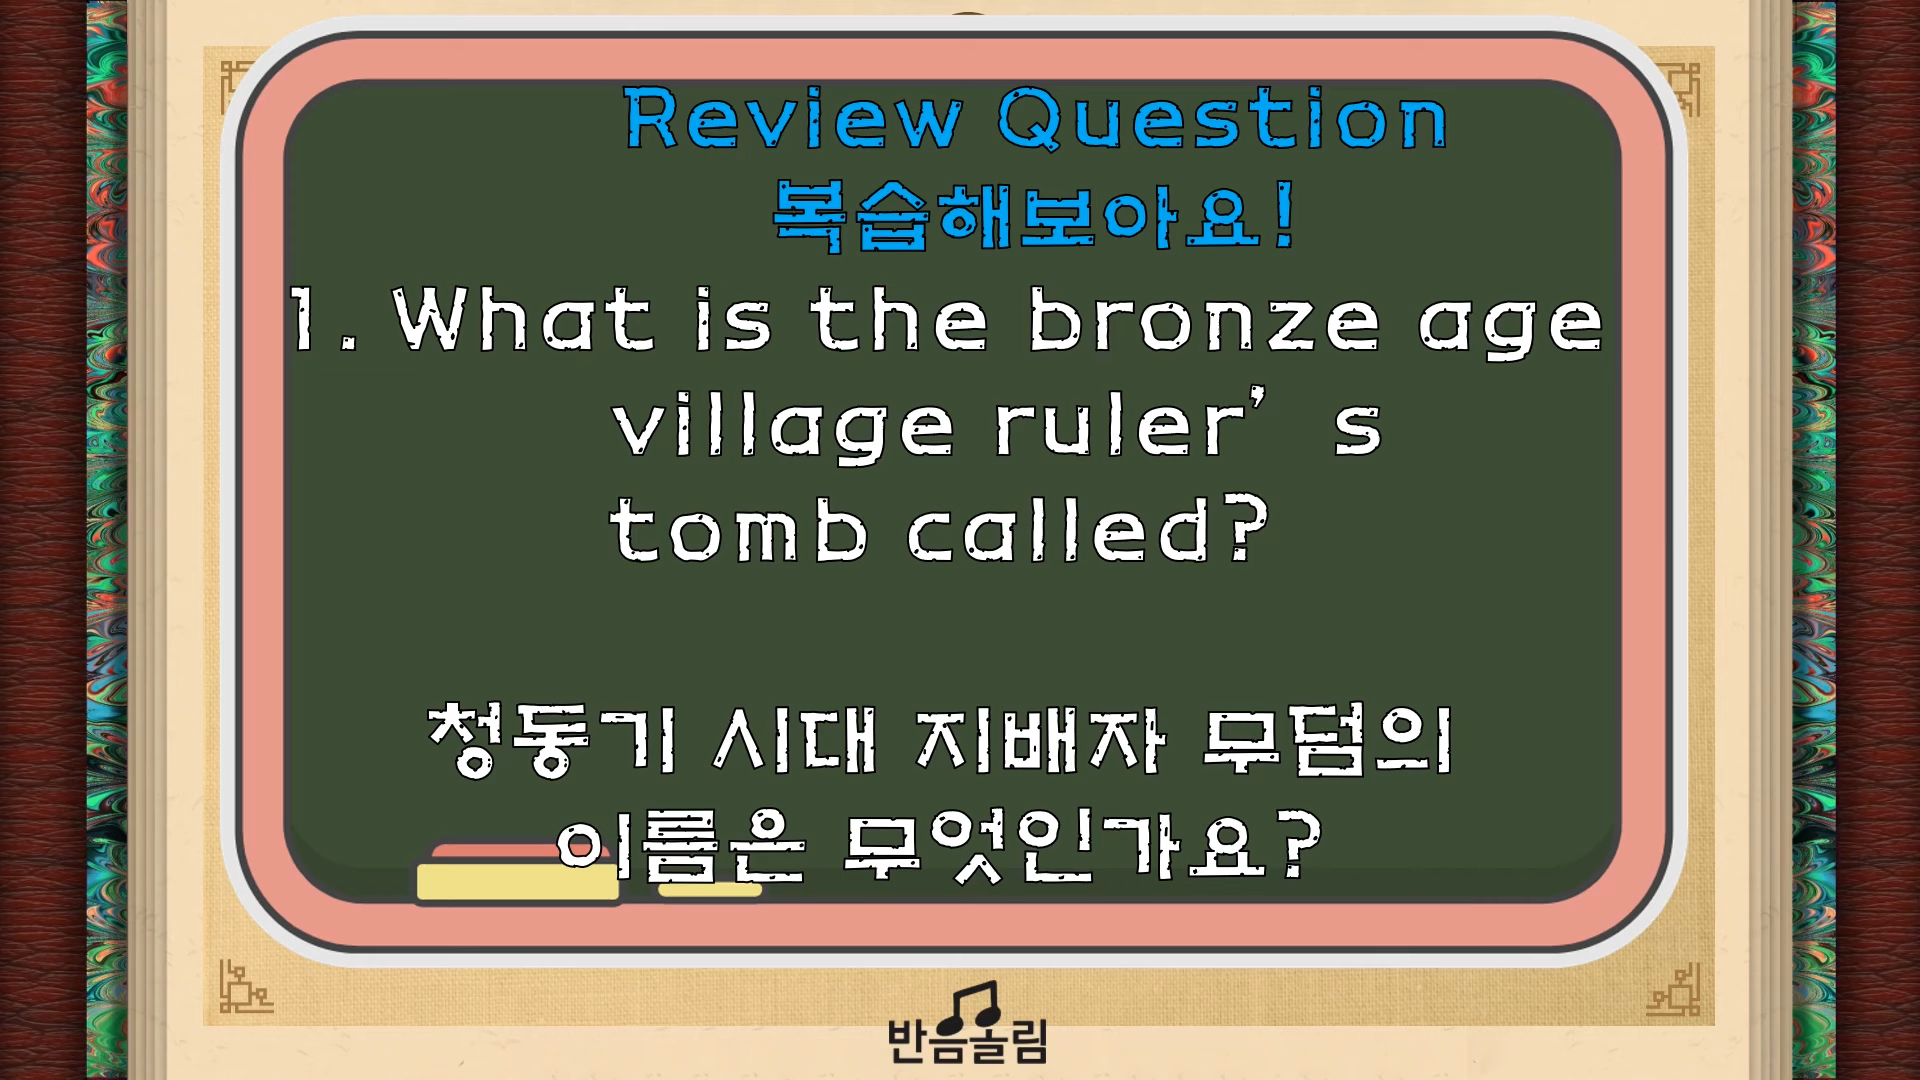 Review Question
복습해보아요!
1. What is the bronze age
village ruler’s
tomb called?
청동기 시대 지배자 무덤의
이름은 무엇인가요?
반음올림